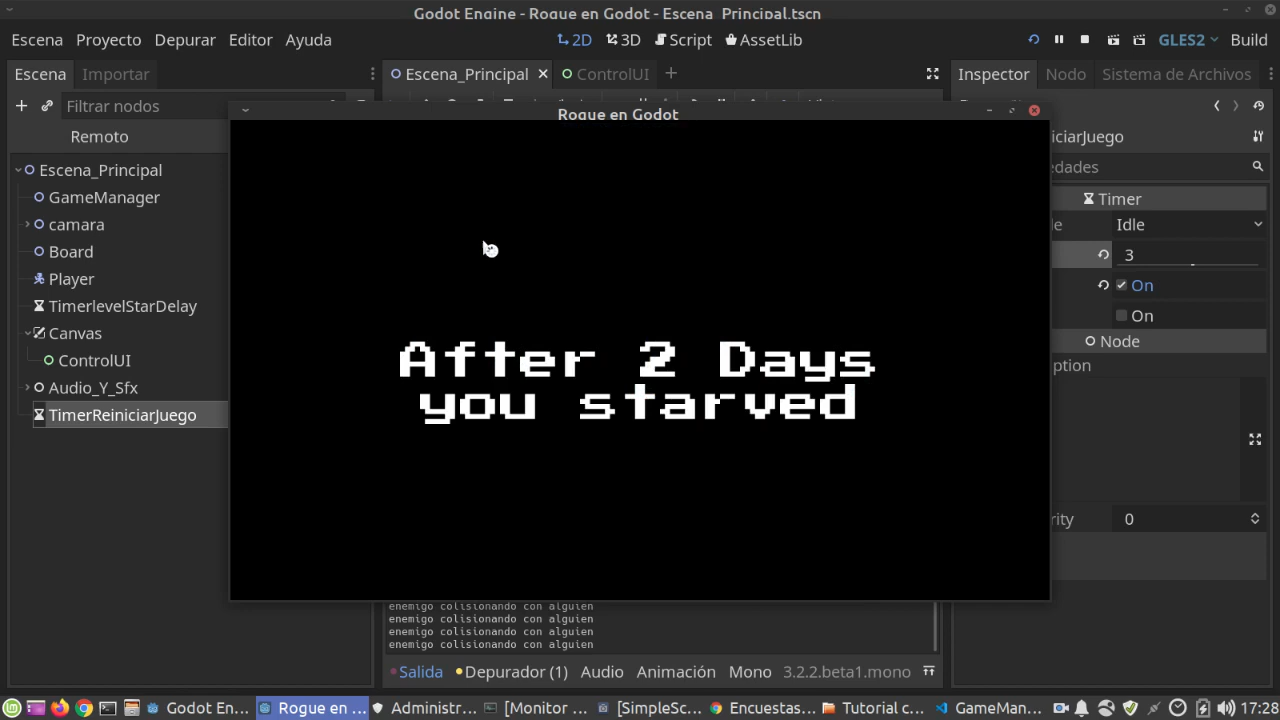 Godot Engine - Rogue en Godot - Escena_Principal.tscn
Escena Proyecto Depurar Editor Ayuda
2D 3D Script AssetLib
GLES2 Build
Escena Importar
Escena_Principal ControlUI
Inspector Nodo Sistema de Archivos
Filtrar nodos
Rogue en Godot
Remoto
iciarJuego
edades
Escena_Principal
GameManager
camara
Board
Player
TimerlevelStarDelay
Canvas
ControlUI
Audio_Y_Sfx
TimerReiniciarJuego
After 2 Days
you starved
Timer
Idle
3
On
On
Node
ption
rity 0
enemigo colisionando con alguien
enemigo colisionando con alguien
enemigo colisionando con alguien
enemigo colisionando con alguien
Salida Depurador (1) Audio Animación Mono 3.2.2.beta1.mono
Godot En... Rogue en ... Administr... [Monitor ... [SimpleSc... Encuestas... Tutorial c... GameMan... 17:28